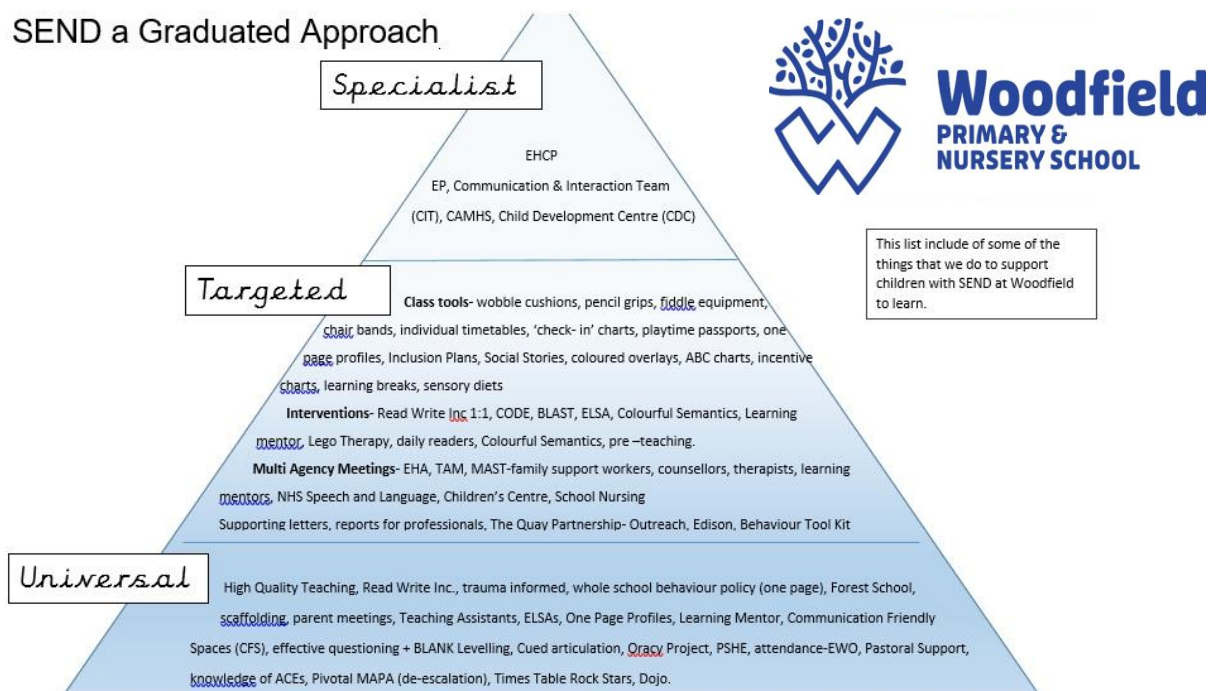 SEND a Graduated Approach
Specialist
Woodfield
PRIMARY &
NURSERY SCHOOL
EHCP
EP, Communication & Interaction Team
(CIT), CAMHS, Child Development Centre (CDC)
This list include of some of the
things that we do to support
children with SEND at Woodfield
to learn.
Targeted
Class tools- wobble cushions, pencil grips, fiddle equipment,
chair bands, individual timetables, ‘check- in’ charts, playtime passports, one
page profiles, Inclusion Plans, Social Stories, coloured overlays, ABC charts, incentive
charts, learning breaks, sensory diets
Interventions- Read Write Inc 1:1, CODE, BLAST, ELSA, Colourful Semantics, Learning
mentor, Lego Therapy, daily readers, Colourful Semantics, pre –teaching.
Multi Agency Meetings- EHA, TAM, MAST-family support workers, counsellors, therapists, learning
mentors, NHS Speech and Language, Children’s Centre, School Nursing
Supporting letters, reports for professionals, The Quay Partnership- Outreach, Edison, Behaviour Tool Kit
Universal
High Quality Teaching, Read Write Inc., trauma informed, whole school behaviour policy (one page), Forest School,
scaffolding, parent meetings, Teaching Assistants, ELSAs, One Page Profiles, Learning Mentor, Communication Friendly
Spaces (CFS), effective questioning + BLANK Levelling, Cued articulation, Oracy Project, PSHE, attendance-EWO, Pastoral Support,
knowledge of ACEs, Pivotal MAPA (de-escalation), Times Table Rock Stars, Dojo.